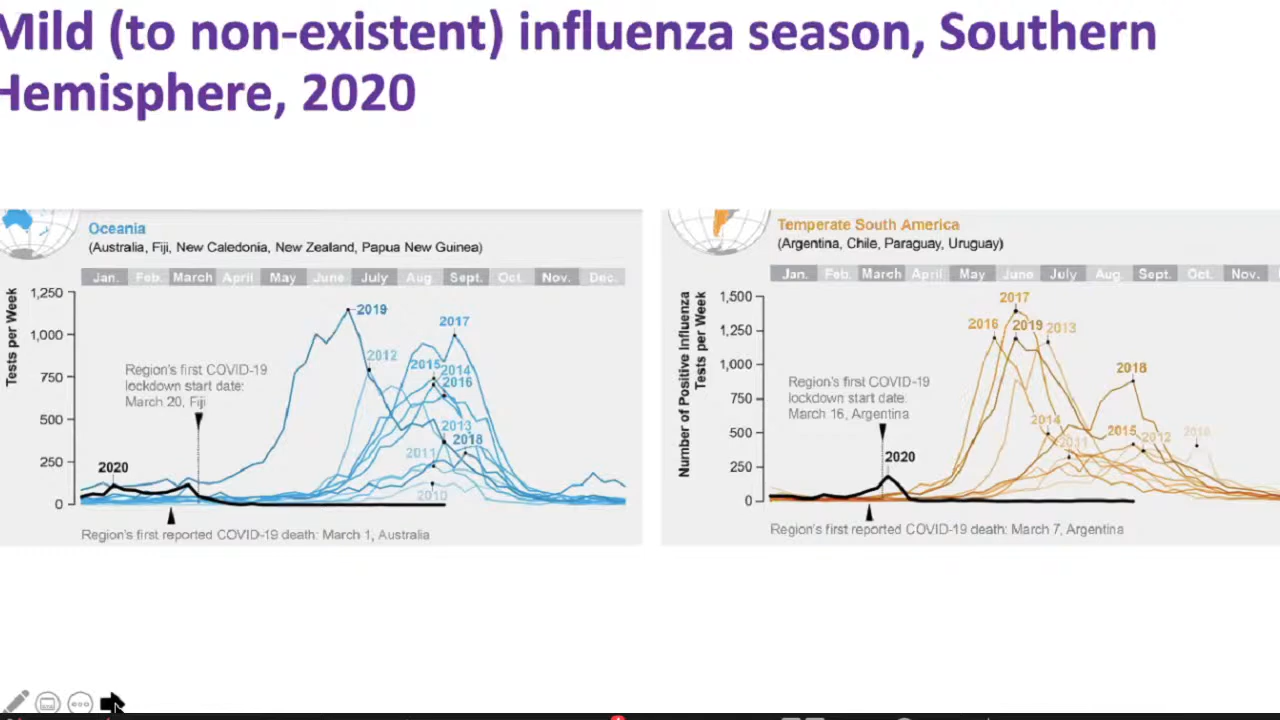 Mild (to non-existent) influenza season, Southern
Hemisphere, 2020
Oceania
(Australia, Fiji, New Caledonia, New Zealand, Papua New Guinea)
Jan. Feb. March April May June July Aug. Sept. Oct. Nov. Dec.
Tests per Week
1,250
1,000
750
500
250
0
2019
2017
2012
2015
2014
2016
2013
2018
2011
2010
2020
Region's first COVID-19
lockdown start date:
March 20, Fiji
Region's first reported COVID-19 death: March 1, Australia
Temperate South America
(Argentina, Chile, Paraguay, Uruguay)
Jan. Feb. March April May June July Aug. Sept. Oct. Nov.
Number of Positive Influenza
Tests per Week
1,500
1,250
1,000
750
500
250
0
2017
2016
2019
2013
2018
2014
2011
2015
2012
2020
Region's first COVID-19
lockdown start date:
March 16, Argentina
Region's first reported COVID-19 death: March 7, Argentina